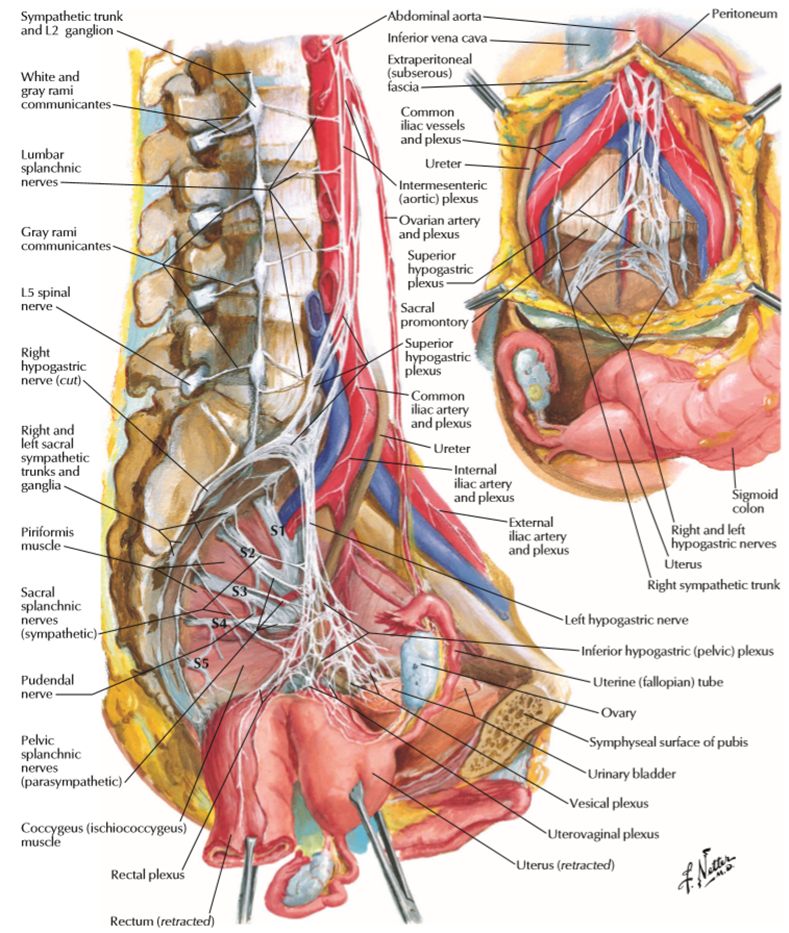 Sympathetic trunk
and L2 ganglion
White and
gray rami
communicantes
Lumbar
splanchnic
nerves
Gray rami
communicantes
L5 spinal
nerve
Right
hypogastric
nerve (cut)
Right and
left sacral
sympathetic
trunks and
ganglia
Piriformis
muscle
Sacral
splanchnic
nerves
(sympathetic)
Pudendal
nerve
Pelvic
splanchnic
nerves
(parasympathetic)
Coccygeus (ischiococcygeus)
muscle
Rectal plexus
Rectum (retracted)
S1
S2
S3
S4
S5
Abdominal aorta
Inferior vena cava
Extraperitoneal
(subserous)
fascia
Common
iliac vessels
and plexus
Ureter
Intermesenteric
(aortic) plexus
Ovarian artery
and plexus
Superior
hypogastric
plexus
Sacral
promontory
Superior
hypogastric
plexus
Common
iliac artery
and plexus
Ureter
Internal
iliac artery
and plexus
External
iliac artery
and plexus
Peritoneum
Sigmoid
colon
Right and left
hypogastric nerves
Uterus
Right sympathetic trunk
Left hypogastric nerve
Inferior hypogastric (pelvic) plexus
Uterine (fallopian) tube
Ovary
Symphyseal surface of pubis
Urinary bladder
Vesical plexus
Uterovaginal plexus
Uterus (retracted)
F. Netter
M.D.